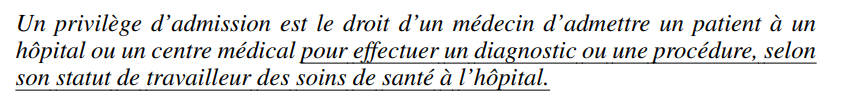 Un privilège d’admission est le droit d’un médecin d’admettre un patient à un
hôpital ou un centre médical pour effectuer un diagnostic ou une procédure, selon
son statut de travailleur des soins de santé à l’hôpital.